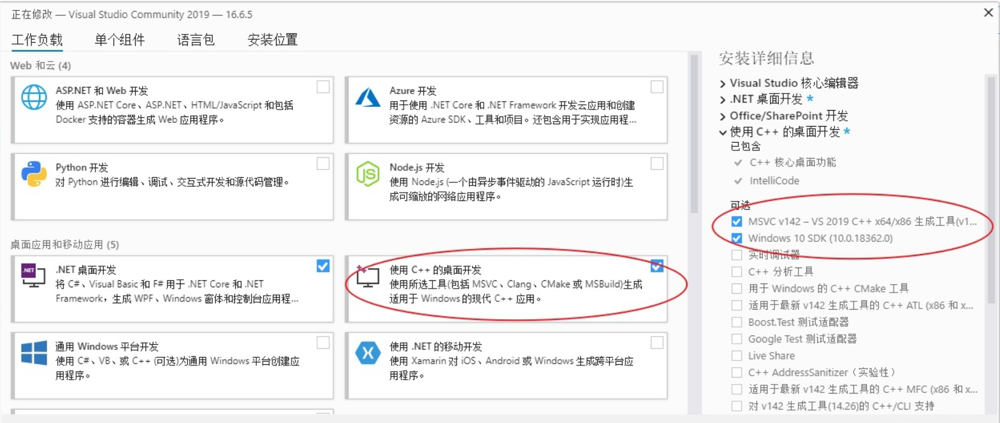 正在修改 — Visual Studio Community 2019 — 16.6.5
工作负载
单个组件
语言包
安装位置
Web 和云 (4)
ASP.NET 和 Web 开发
使用 ASP.NET Core、ASP.NET、HTML/JavaScript 和包括
Docker 支持的容器生成 Web 应用程序。
Azure 开发
用于使用 .NET Core 和 .NET Framework 开发云应用和创建
资源的 Azure SDK、工具和项目。还包含用于实现应用程...
Python 开发
对 Python 进行编辑、调试、交互式开发和源代码管理。
Node.js 开发
使用 Node.js (一个由异步事件驱动的 JavaScript 运行时)生
成可缩放的网络应用程序。
桌面应用和移动应用 (5)
.NET
.NET 桌面开发
将 C#、Visual Basic 和 F# 用于 .NET Core 和 .NET
Framework，生成 WPF、Windows 窗体和控制台应用程...
使用 C++ 的桌面开发
使用所选工具(包括 MSVC、Clang、CMake 或 MSBuild)生成
适用于 Windows 的现代 C++ 应用。
通用 Windows 平台开发
使用 C#、VB、或 C++ (可选)为通用 Windows 平台创建应
用程序。
使用 .NET 的移动开发
使用 Xamarin 对 iOS、Android 或 Windows 生成跨平台应
用程序。
安装详细信息
Visual Studio 核心编辑器
.NET 桌面开发 *
Office/SharePoint 开发
使用 C++ 的桌面开发 *
已包含
C++ 核心桌面功能
IntelliCode
可选
MSVC v142 – VS 2019 C++ x64/x86 生成工具(v1...
Windows 10 SDK (10.0.18362.0)
实时调试器
C++ 分析工具
用于 Windows 的 C++ CMake 工具
适用于最新 v142 生成工具的 C++ ATL (x86 和 x...
Boost.Test 测试适配器
Google Test 测试适配器
Live Share
C++ AddressSanitizer（实验性）
适用于最新 v142 生成工具的 C++ MFC (x86 和 x...
对 v142 生成工具(14.26)的 C++/CLI 支持